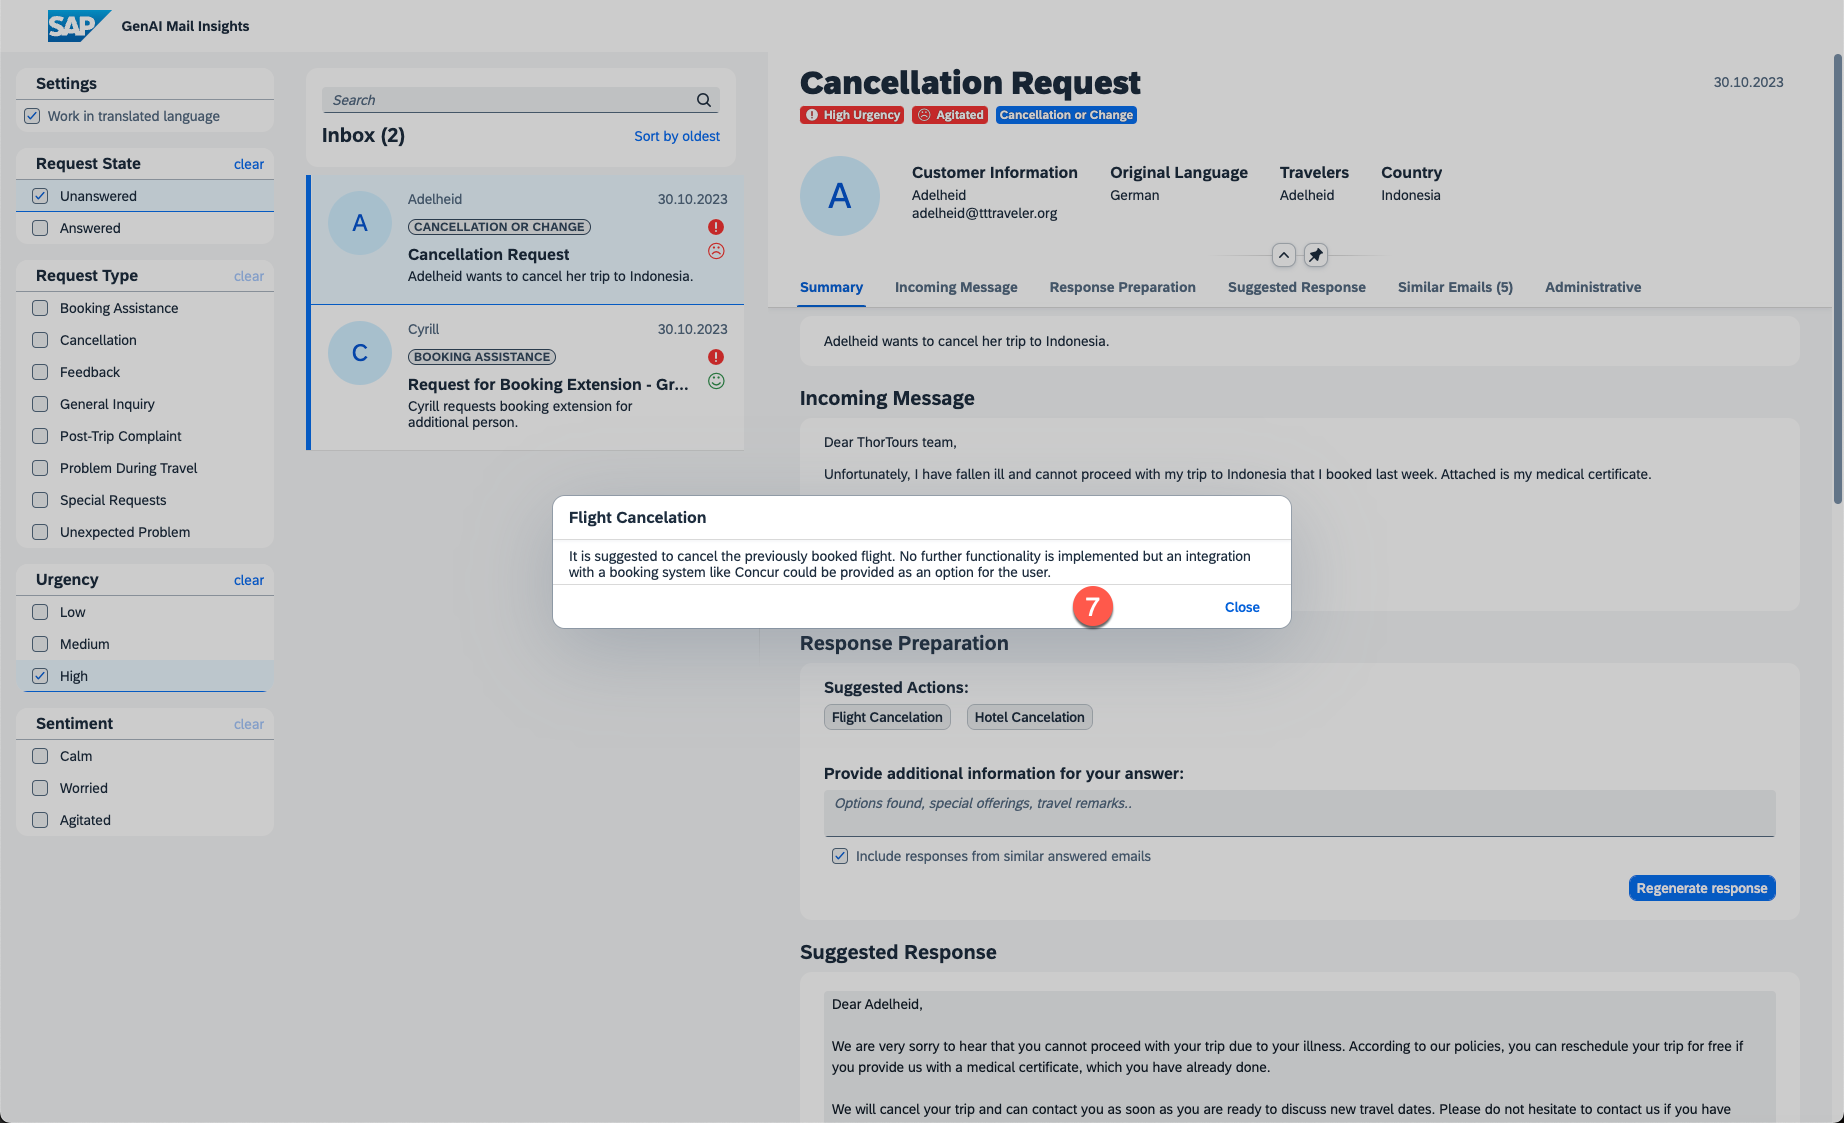 SAP GenAI Mail Insights
Settings
Work in translated language
Request State clear
Unanswered
Answered
Request Type clear
Booking Assistance
Cancellation
Feedback
General Inquiry
Post-Trip Complaint
Problem During Travel
Special Requests
Unexpected Problem
Urgency clear
Low
Medium
High
Sentiment clear
Calm
Worried
Agitated
Search
Inbox (2) Sort by oldest
A
Adelheid 30.10.2023
CANCELLATION OR CHANGE
Cancellation Request
Adelheid wants to cancel her trip to Indonesia.
C
Cyrill 30.10.2023
BOOKING ASSISTANCE
Request for Booking Extension - Gr...
Cyrill requests booking extension for
additional person.
Cancellation Request 30.10.2023
High Urgency Agitated Cancellation or Change
A
Customer Information Original Language Travelers Country
Adelheid German Adelheid Indonesia
adelheid@tttraveler.org
Summary Incoming Message Response Preparation Suggested Response Similar Emails (5) Administrative
Adelheid wants to cancel her trip to Indonesia.
Incoming Message
Dear ThorTours team,
Unfortunately, I have fallen ill and cannot proceed with my trip to Indonesia that I booked last week. Attached is my medical certificate.
Flight Cancelation
It is suggested to cancel the previously booked flight. No further functionality is implemented but an integration
with a booking system like Concur could be provided as an option for the user.
7 Close
Response Preparation
Suggested Actions:
Flight Cancelation Hotel Cancelation
Provide additional information for your answer:
Options found, special offerings, travel remarks..
Include responses from similar answered emails
Regenerate response
Suggested Response
Dear Adelheid,
We are very sorry to hear that you cannot proceed with your trip due to your illness. According to our policies, you can reschedule your trip for free if
you provide us with a medical certificate, which you have already done.
We will cancel your trip and can contact you as soon as you are ready to discuss new travel dates. Please do not hesitate to contact us if you have